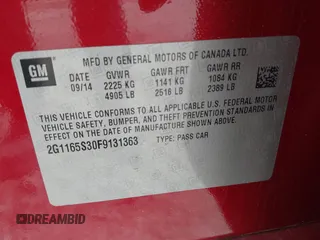 GM
MFD BY GENERAL MOTORS OF CANADA LTD.
DATE GVWR GAWR FRT GAWR RR
09/14 2225 KG 1141 KG 1084 KG
4905 LB 2516 LB 2389 LB
THIS VEHICLE CONFORMS TO ALL APPLICABLE U.S. FEDERAL MOTOR
VEHICLE SAFETY, BUMPER, AND THEFT PREVENTION STANDARDS IN
EFFECT ON THE DATE OF MANUFACTURE SHOWN ABOVE.
2G1165S30F9131363 TYPE: PASS CAR
DREAMBID